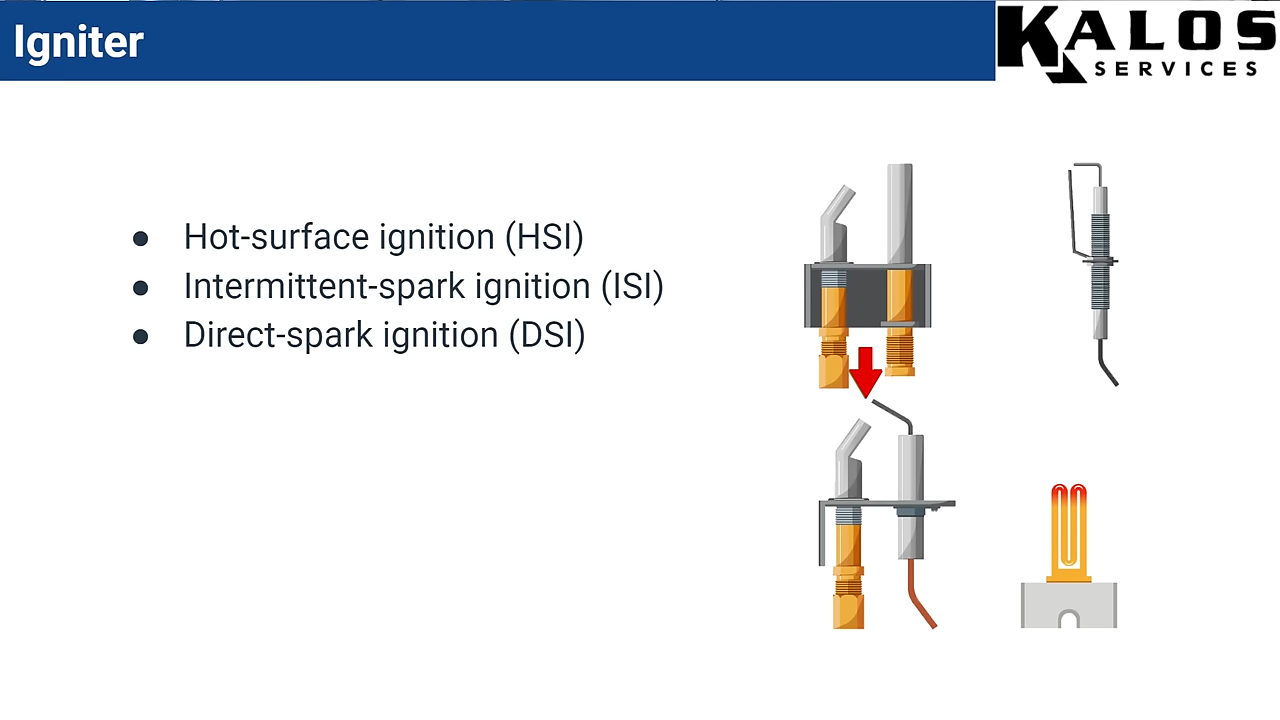 Igniter
KALOS
SERVICES
● Hot-surface ignition (HSI)
● Intermittent-spark ignition (ISI)
● Direct-spark ignition (DSI)